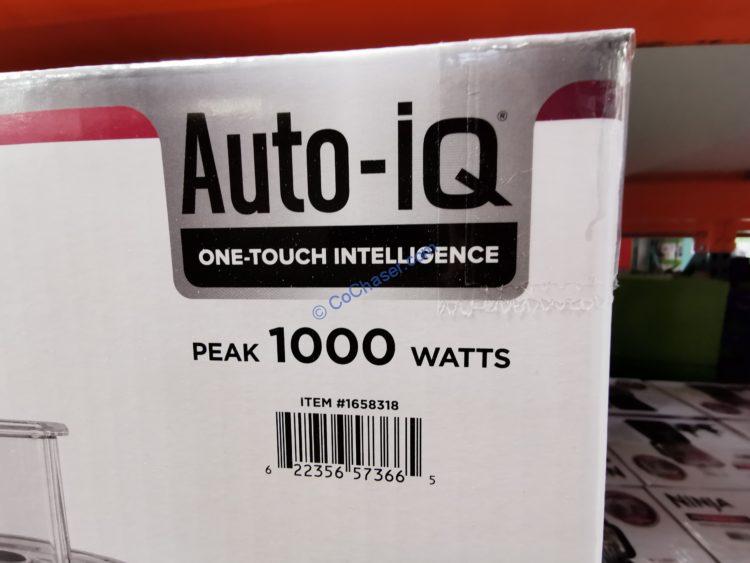 Auto-iQ®
ONE-TOUCH INTELLIGENCE
© CoChaser.com
PEAK 1000 WATTS
ITEM #1658318
6 22356 57366 5
NINJA